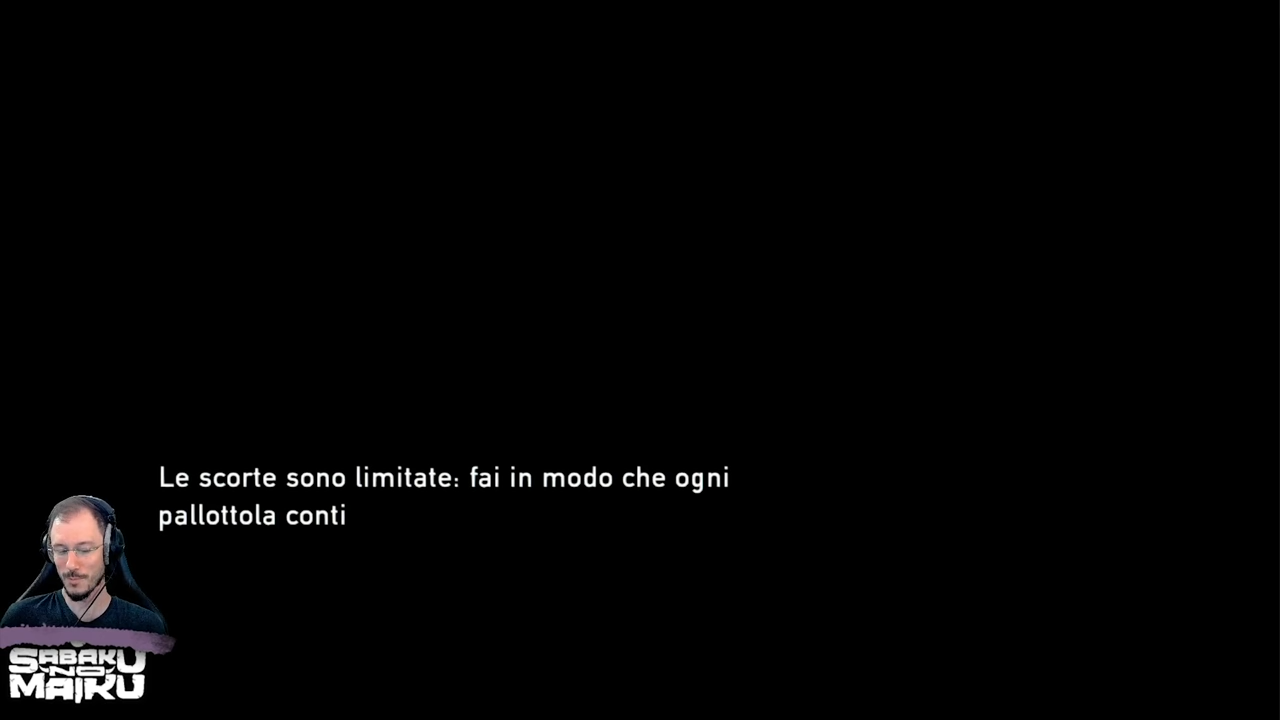 Le scorte sono limitate: fai in modo che ogni
pallottola conti
SABAKU
NO
MAIKU